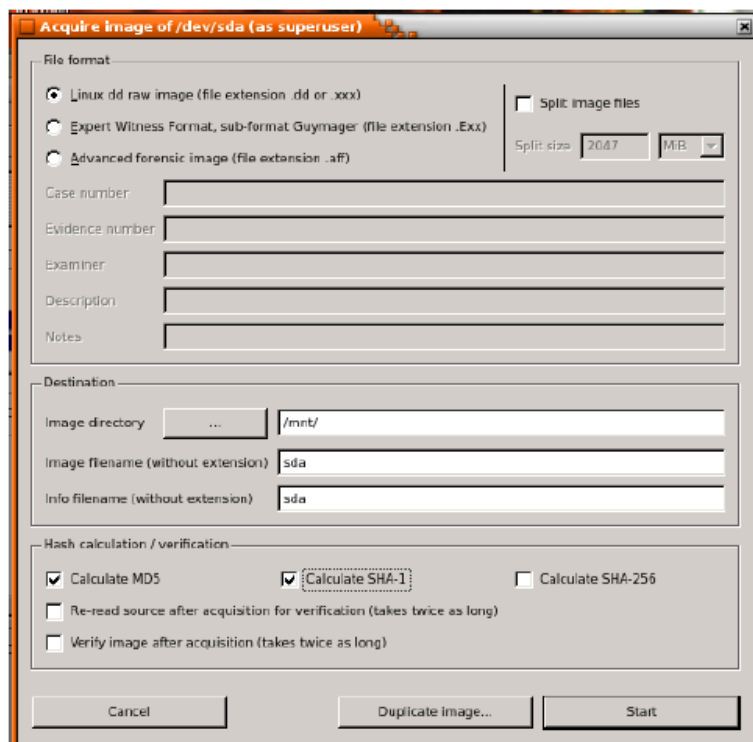 Acquire image of /dev/sda (as superuser)
File format
Linux dd raw image (file extension .dd or .xxx)
Expert Witness Format, sub-format Guymager (file extension .Exx)
Advanced forensic image (file extension .aff)
Split image files
Split size 2047 MiB
Case number
Evidence number
Examiner
Description
Notes
Destination
Image directory ... /mnt/
Image filename (without extension) sda
Info filename (without extension) sda
Hash calculation / verification
Calculate MD5 Calculate SHA-1 Calculate SHA-256
Re-read source after acquisition for verification (takes twice as long)
Verify image after acquisition (takes twice as long)
Cancel Duplicate image... Start